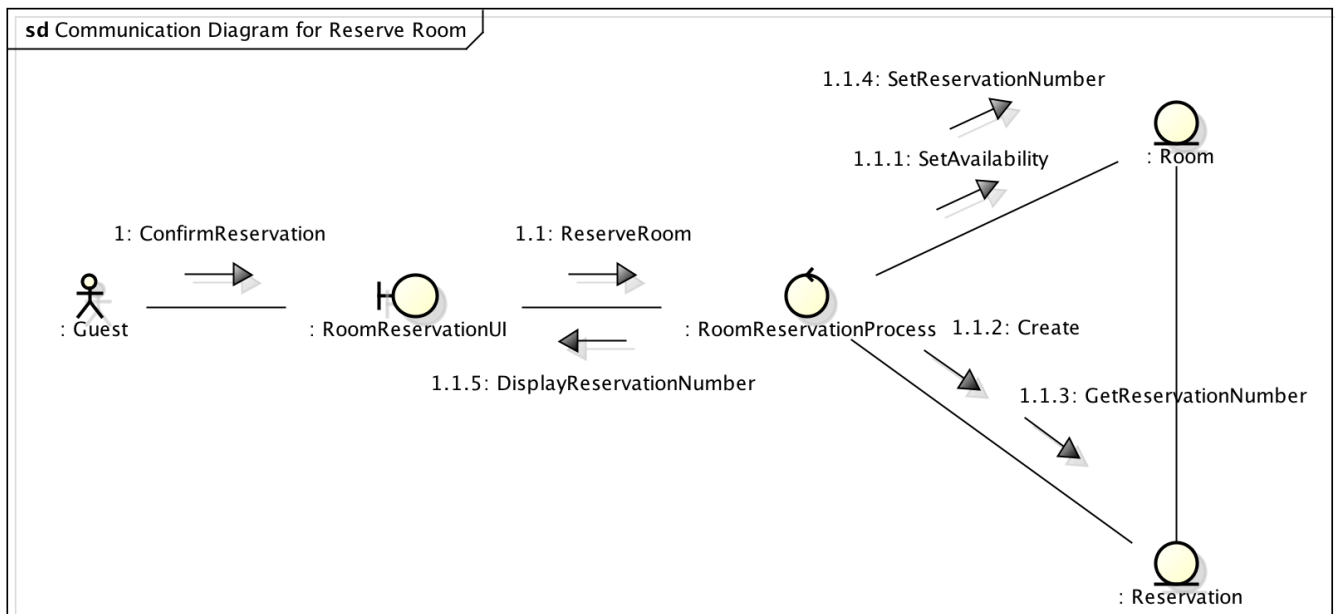 sd Communication Diagram for Reserve Room
1.1.4: SetReservationNumber
1.1.1: SetAvailability
: Room
1: ConfirmReservation
1.1: ReserveRoom
: Guest
: RoomReservationUI
: RoomReservationProcess
1.1.2: Create
1.1.5: DisplayReservationNumber
1.1.3: GetReservationNumber
: Reservation